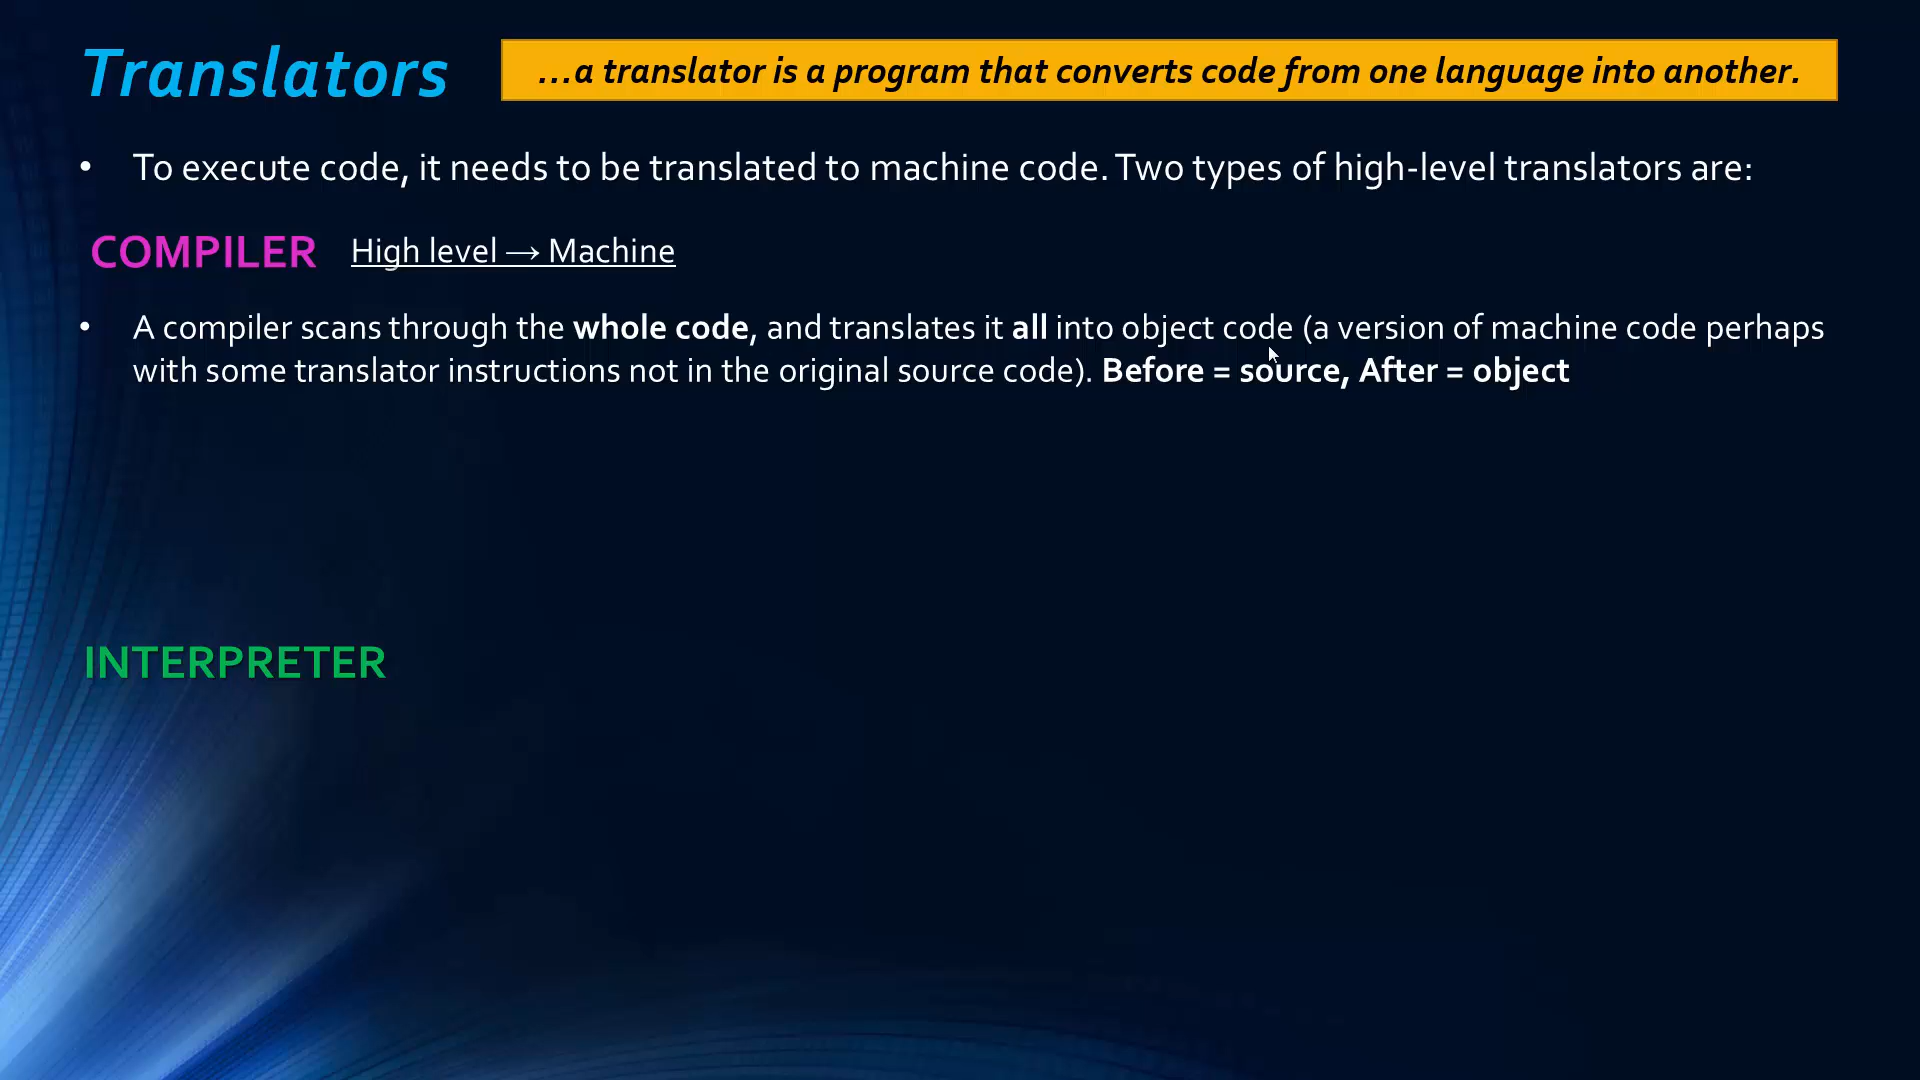 Translators
...a translator is a program that converts code from one language into another.
• To execute code, it needs to be translated to machine code. Two types of high-level translators are:
COMPILER High level → Machine
• A compiler scans through the whole code, and translates it all into object code (a version of machine code perhaps
with some translator instructions not in the original source code). Before = source, After = object
INTERPRETER